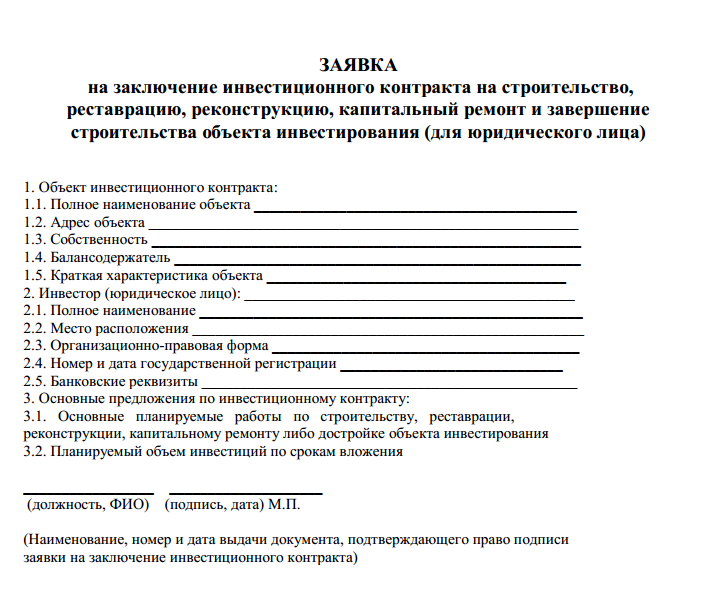 ЗАЯВКА
на заключение инвестиционного контракта на строительство,
реставрацию, реконструкцию, капитальный ремонт и завершение
строительства объекта инвестирования (для юридического лица)
1. Объект инвестиционного контракта:
1.1. Полное наименование объекта
1.2. Адрес объекта
1.3. Собственность
1.4. Балансодержатель
1.5. Краткая характеристика объекта
2. Инвестор (юридическое лицо):
2.1. Полное наименование
2.2. Место расположения
2.3. Организационно-правовая форма
2.4. Номер и дата государственной регистрации
2.5. Банковские реквизиты
3. Основные предложения по инвестиционному контракту:
3.1. Основные планируемые работы по строительству, реставрации,
реконструкции, капитальному ремонту либо достройке объекта инвестирования
3.2. Планируемый объем инвестиций по срокам вложения
(должность, ФИО) (подпись, дата) М.П.
(Наименование, номер и дата выдачи документа, подтверждающего право подписи
заявки на заключение инвестиционного контракта)